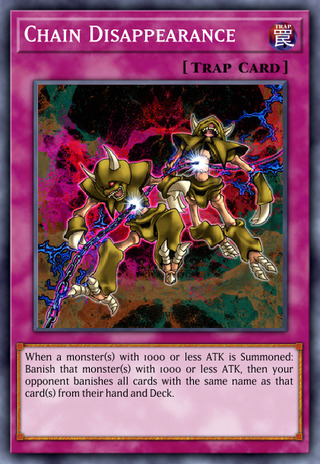 Chain Disappearance
TRAP
罠
[Trap Card]
When a monster(s) with 1000 or less ATK is Summoned:
Banish that monster(s) with 1000 or less ATK, then your
opponent banishes all cards with the same name as that
card(s) from their hand and Deck.